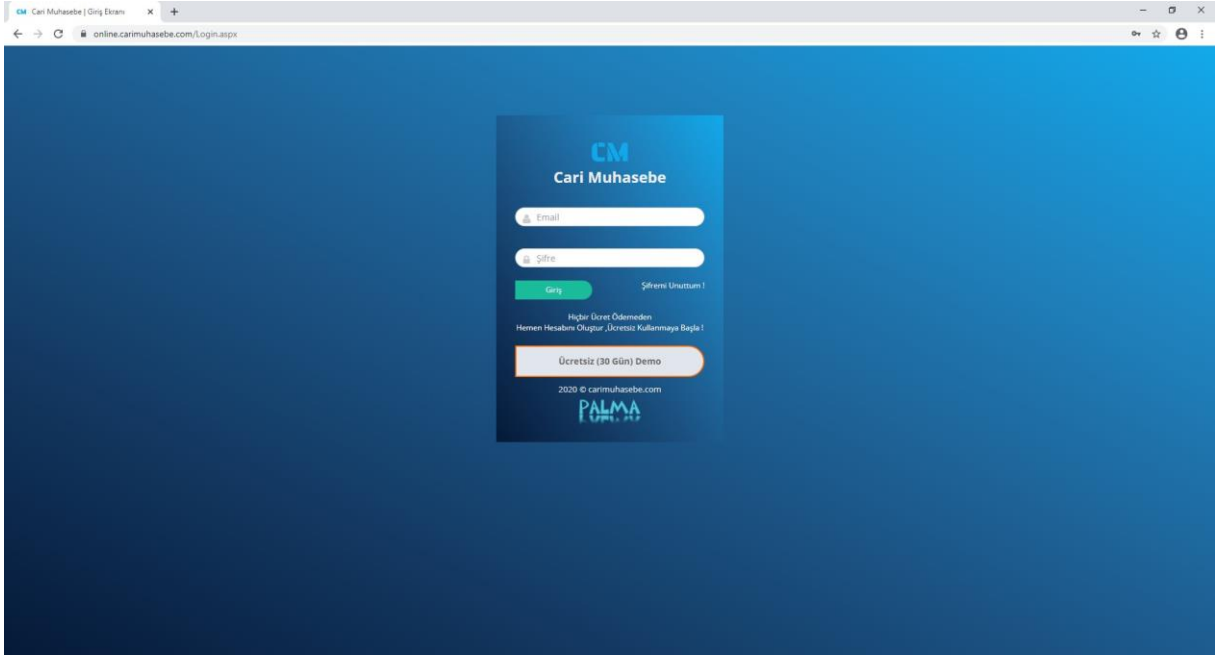 CM Cari Muhasebe | Giriş Ekranı
online.carimuhasebe.com/Login.aspx
CM
Cari Muhasebe
Email
Şifre
Giriş
Şifremi Unuttum !
Hiçbir Ücret Ödemeden
Hemen Hesabını Oluştur ,Ücretsiz Kullanmaya Başla !
Ücretsiz (30 Gün) Demo
2020 © carimuhasebe.com
PALMA